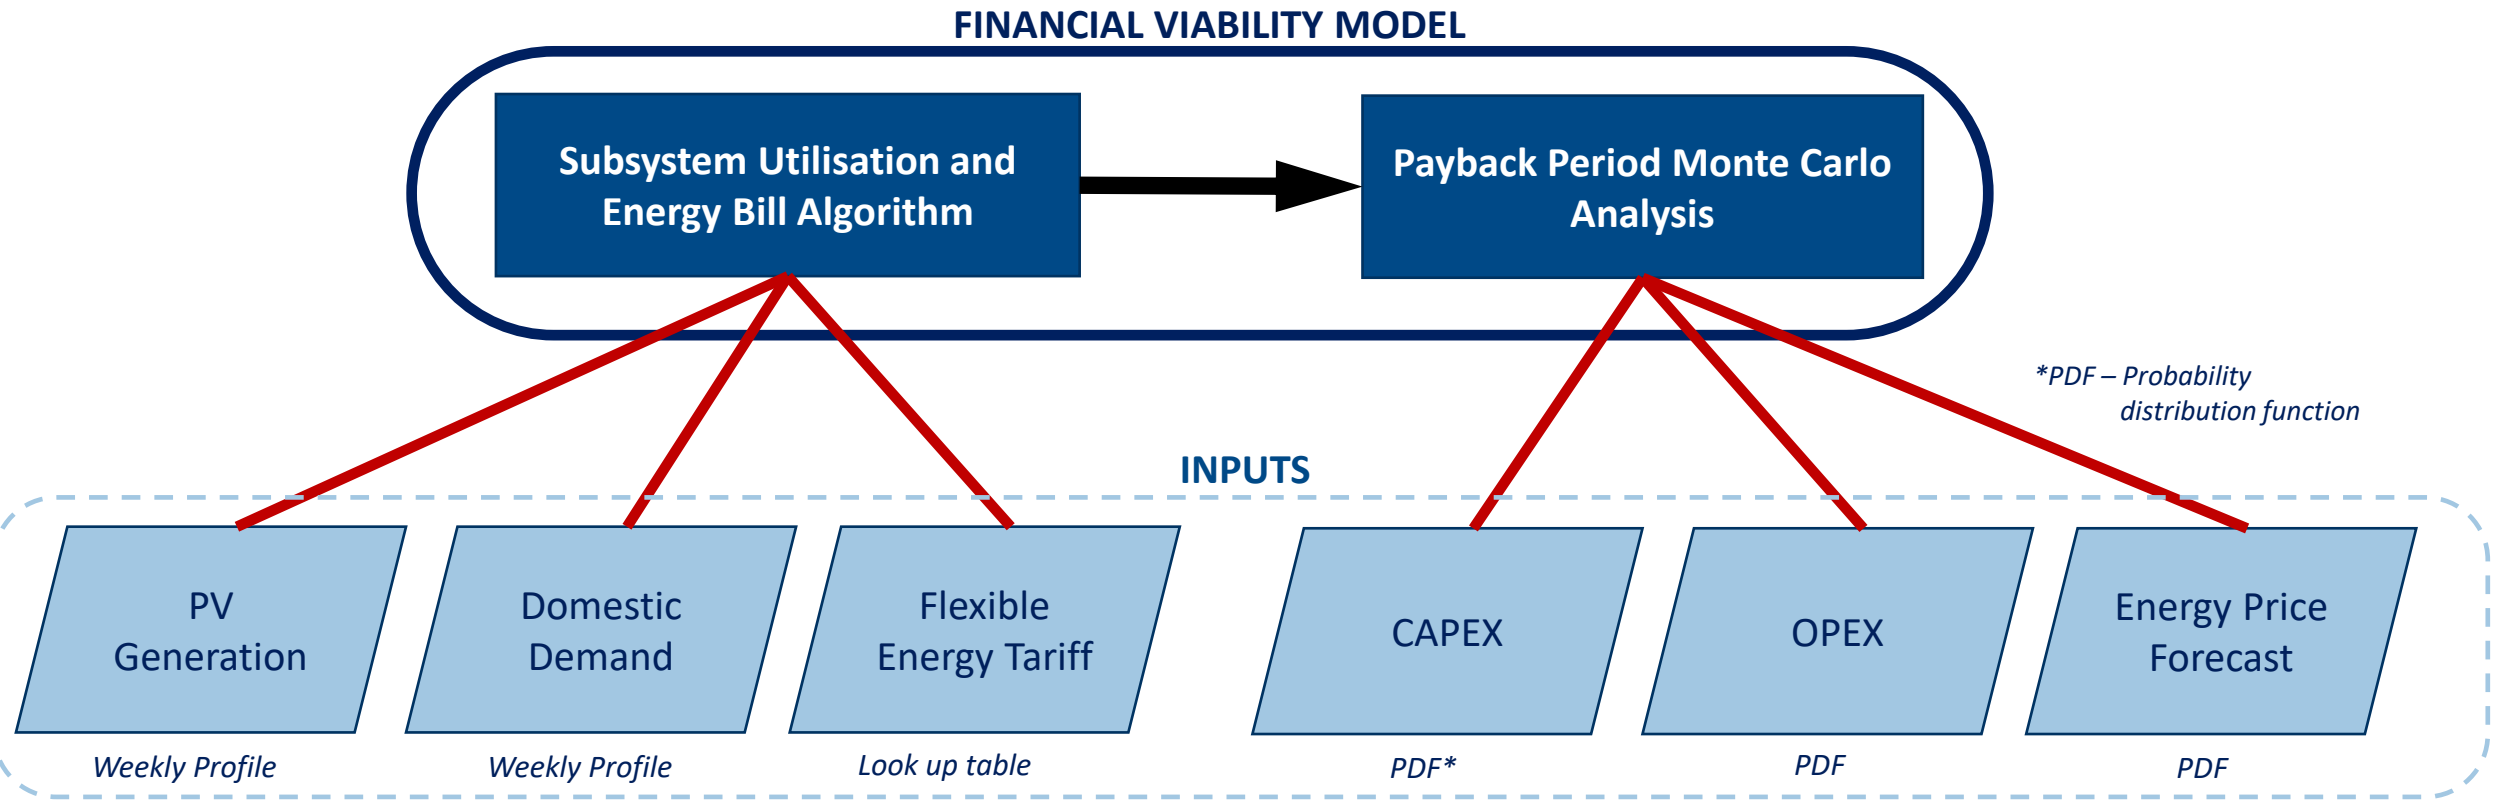 FINANCIAL VIABILITY MODEL
Subsystem Utilisation and
Energy Bill Algorithm
Payback Period Monte Carlo
Analysis
*PDF – Probability
distribution function
INPUTS
PV
Generation
Domestic
Demand
Flexible
Energy Tariff
CAPEX
OPEX
Energy Price
Forecast
Weekly Profile
Weekly Profile
Look up table
PDF*
PDF
PDF